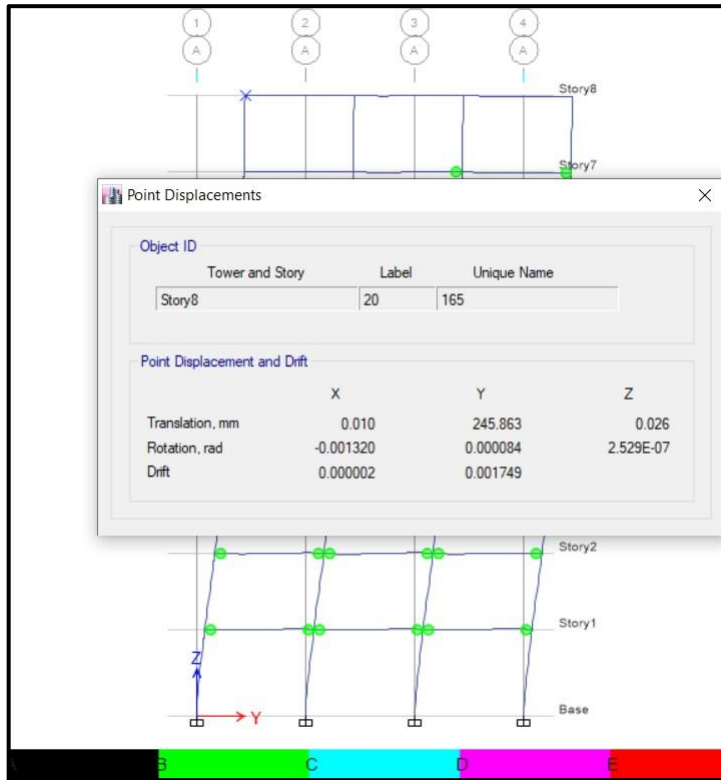 1 2 3 4
A A A A
Story8
Story7
Point Displacements
Object ID
Tower and Story Label Unique Name
Story8 20 165
Point Displacement and Drift
X Y Z
Translation, mm 0.010 245.863 0.026
Rotation, rad -0.001320 0.000084 2.529E-07
Drift 0.000002 0.001749
Story2
Story1
Z
Y
Base
A B C D E